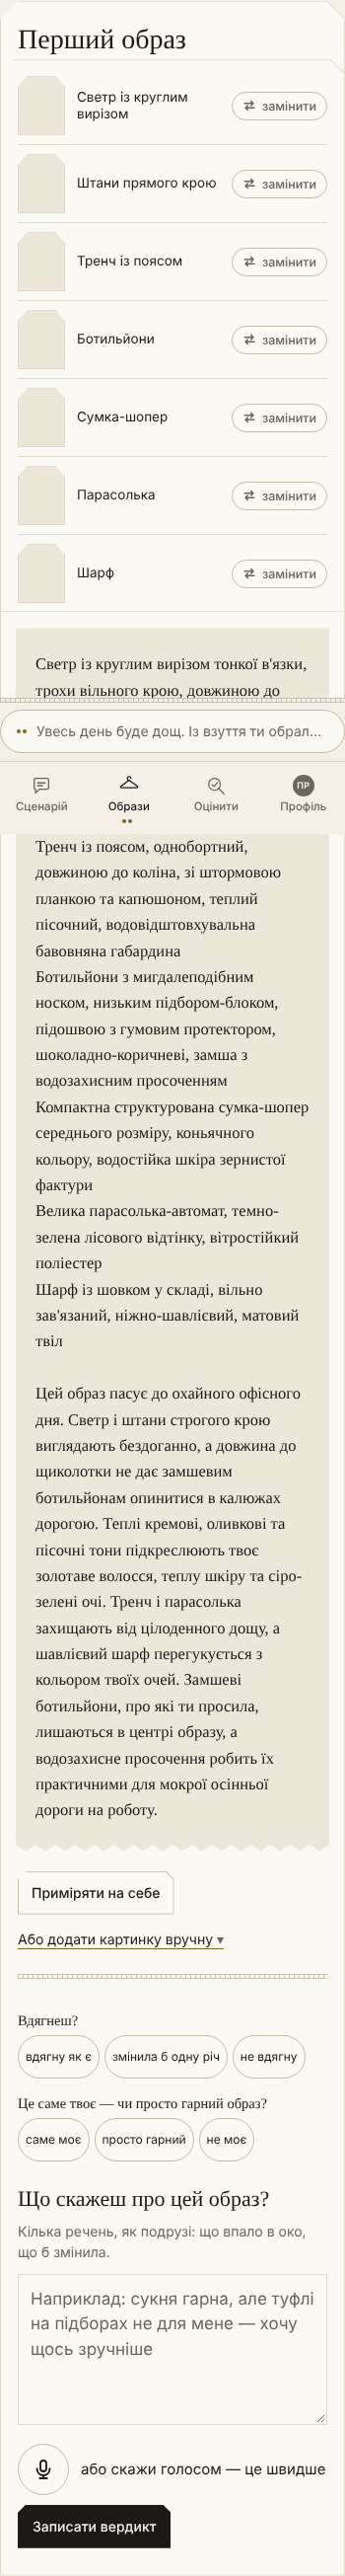 Перший образ
Светр із круглим
вирізом
замінити
Штани прямого крою
замінити
Тренч із поясом
замінити
Ботильйони
замінити
Сумка-шопер
замінити
Парасолька
замінити
Шарф
замінити
Светр із круглим вирізом тонкої в'язки,
трохи вільного крою, довжиною до
Увесь день буде дощ. Із взуття ти обрал...
Сценарій
Образи
Оцінити
ПР
Профіль
Тренч із поясом, однобортний,
довжиною до коліна, зі штормовою
планкою та капюшоном, теплий
пісочний, водовідштовхувальна
бавовняна габардина
Ботильйони з мигдалеподібним
носком, низьким підбором-блоком,
підошвою з гумовим протектором,
шоколадно-коричневі, замша з
водозахисним просоченням
Компактна структурована сумка-шопер
середнього розміру, коньячного
кольору, водостійка шкіра зернистої
фактури
Велика парасолька-автомат, темно-
зелена лісового відтінку, вітростійкий
поліестер
Шарф із шовком у складі, вільно
зав'язаний, ніжно-шавлієвий, матовий
твіл
Цей образ пасує до охайного офісного
дня. Светр і штани строгого крою
виглядають бездоганно, а довжина до
щиколотки не дає замшевим
ботильйонам опинитися в калюжах
дорогою. Теплі кремові, оливкові та
пісочні тони підкреслюють твоє
золотаве волосся, теплу шкіру та сіро-
зелені очі. Тренч і парасолька
захищають від цілоденного дощу, а
шавлієвий шарф перегукується з
кольором твоїх очей. Замшеві
ботильйони, про які ти просила,
лишаються в центрі образу, а
водозахисне просочення робить їх
практичними для мокрої осінньої
дороги на роботу.
Приміряти на себе
Або додати картинку вручну ▾
Вдягнеш?
вдягну як є
змінила б одну річ
не вдягну
Це саме твоє — чи просто гарний образ?
саме моє
просто гарний
не моє
Що скажеш про цей образ?
Кілька речень, як подрузі: що впало в око,
що б змінила.
Наприклад: сукня гарна, але туфлі
на підборах не для мене — хочу
щось зручніше
або скажи голосом — це швидше
Записати вердикт